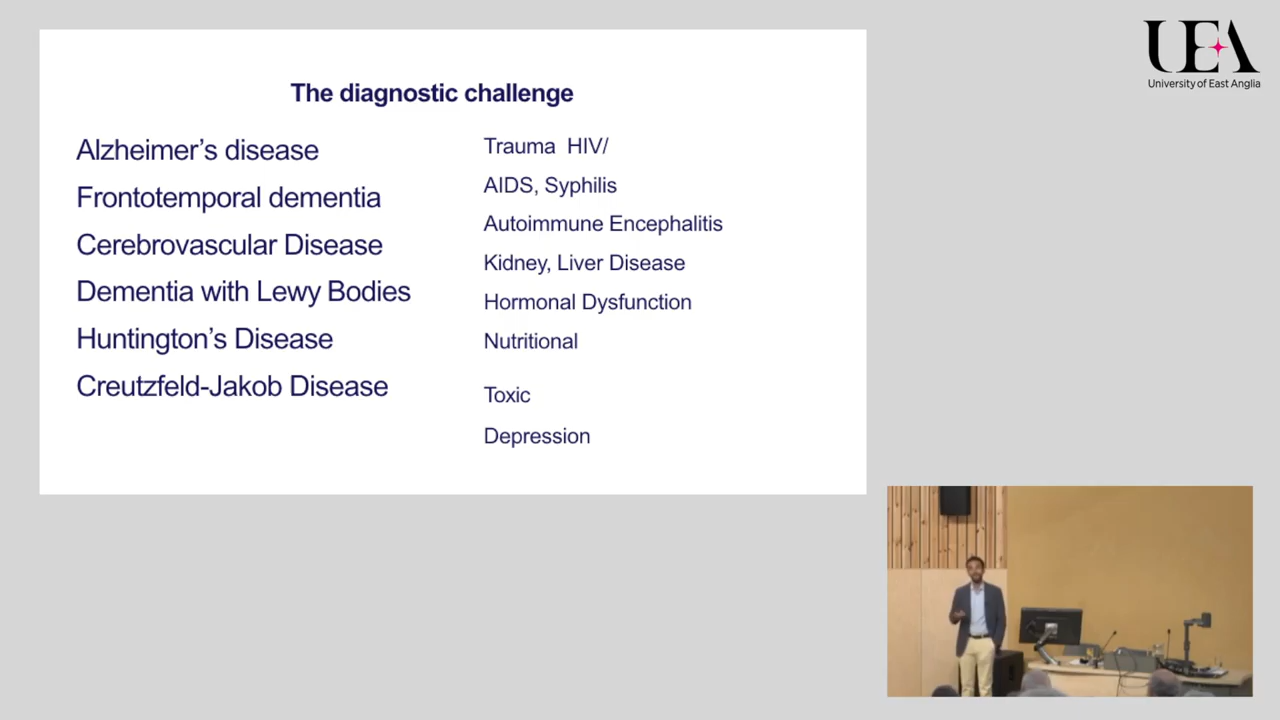 The diagnostic challenge
Alzheimer’s disease
Frontotemporal dementia
Cerebrovascular Disease
Dementia with Lewy Bodies
Huntington’s Disease
Creutzfeld-Jakob Disease
Trauma HIV/
AIDS, Syphilis
Autoimmune Encephalitis
Kidney, Liver Disease
Hormonal Dysfunction
Nutritional
Toxic
Depression
UEA
University of East Anglia